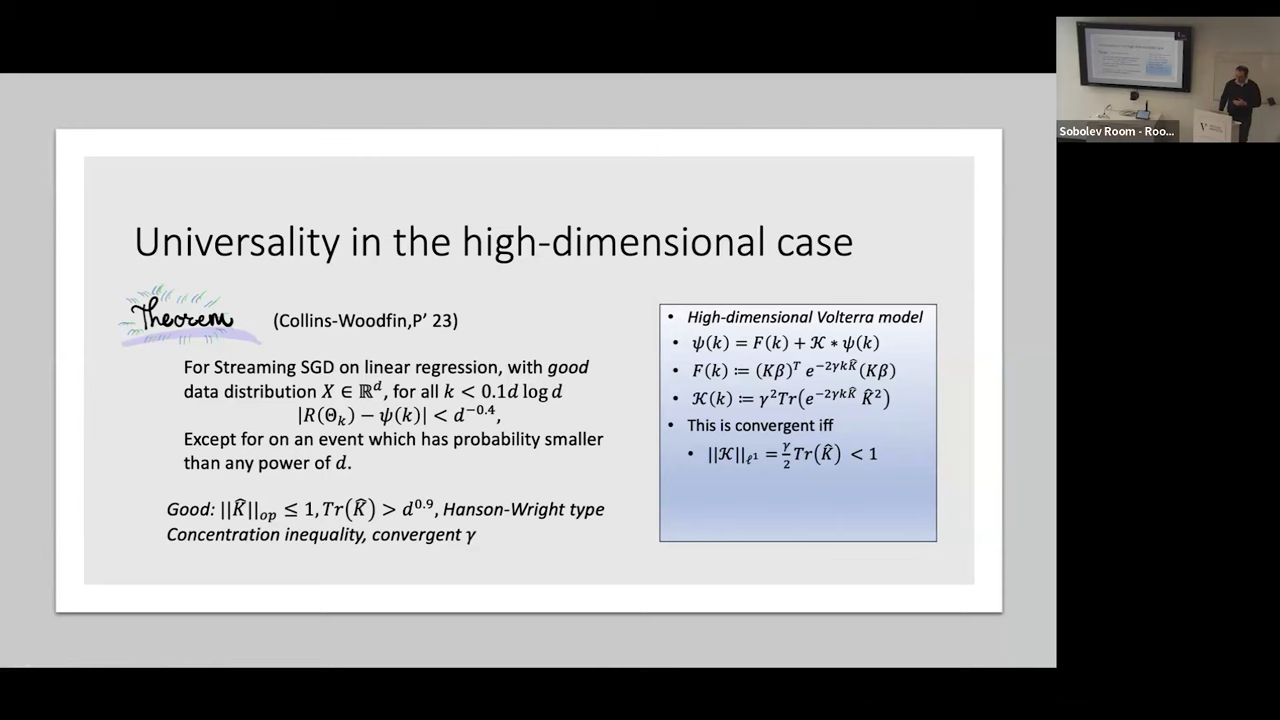 Universality in the high-dimensional case
Theorem (Collins-Woodfin,P' 23)
For Streaming SGD on linear regression, with good
data distribution X ∈ ℝ^d, for all k < 0.1d log d
|R(Θ_k) − ψ(k)| < d^{−0.4},
Except for on an event which has probability smaller
than any power of d.
Good: ||K̂||_{op} ≤ 1, Tr(K̂) > d^{0.9}, Hanson-Wright type
Concentration inequality, convergent γ
• High-dimensional Volterra model
• ψ(k) = F(k) + 𝒦 ∗ ψ(k)
• F(k) ≔ (Kβ)^T e^{−2γkK̂}(Kβ)
• 𝒦(k) ≔ γ²Tr(e^{−2γkK̂} K̂²)
• This is convergent iff
• ||𝒦||_{ℓ¹} = γ/2 Tr(K̂) < 1
Sobolev Room - Roo...